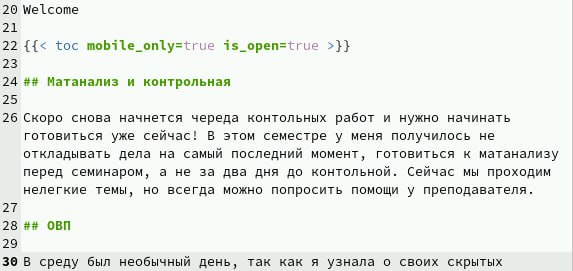 20 Welcome
21
22 {{< toc mobile_only=true is_open=true >}}
23
24 ## Матанализ и контрольная
25
26 Скоро снова начнется череда контольных работ и нужно начинать
готовиться уже сейчас! В этом семестре у меня получилось не
откладывать дела на самый последний момент, готовиться к матанализу
перед семинаром, а не за два дня до контольной. Сейчас мы проходим
нелегкие темы, но всегда можно попросить помощи у преподавателя.
27
28 ## ОВП
29
30 В среду был необычный день, так как я узнала о своих скрытых